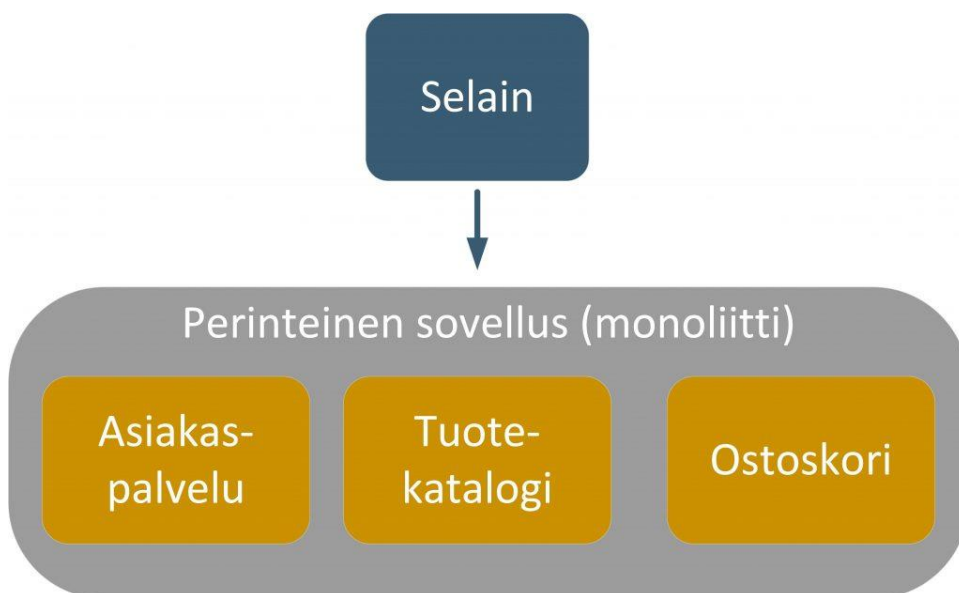 Selain
Perinteinen sovellus (monoliitti)
Asiakas-
palvelu
Tuote-
katalogi
Ostoskori